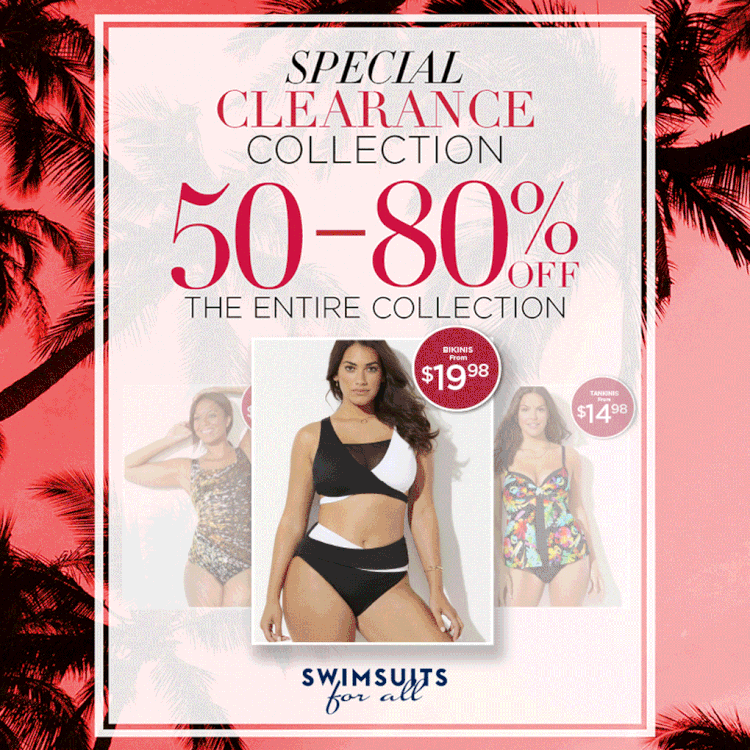 SPECIAL
CLEARANCE
COLLECTION
50–80%
OFF
THE ENTIRE COLLECTION
BIKINIS
From
$19.98
TANKINIS
From
$14.98
$
SWIMSUITS
for all